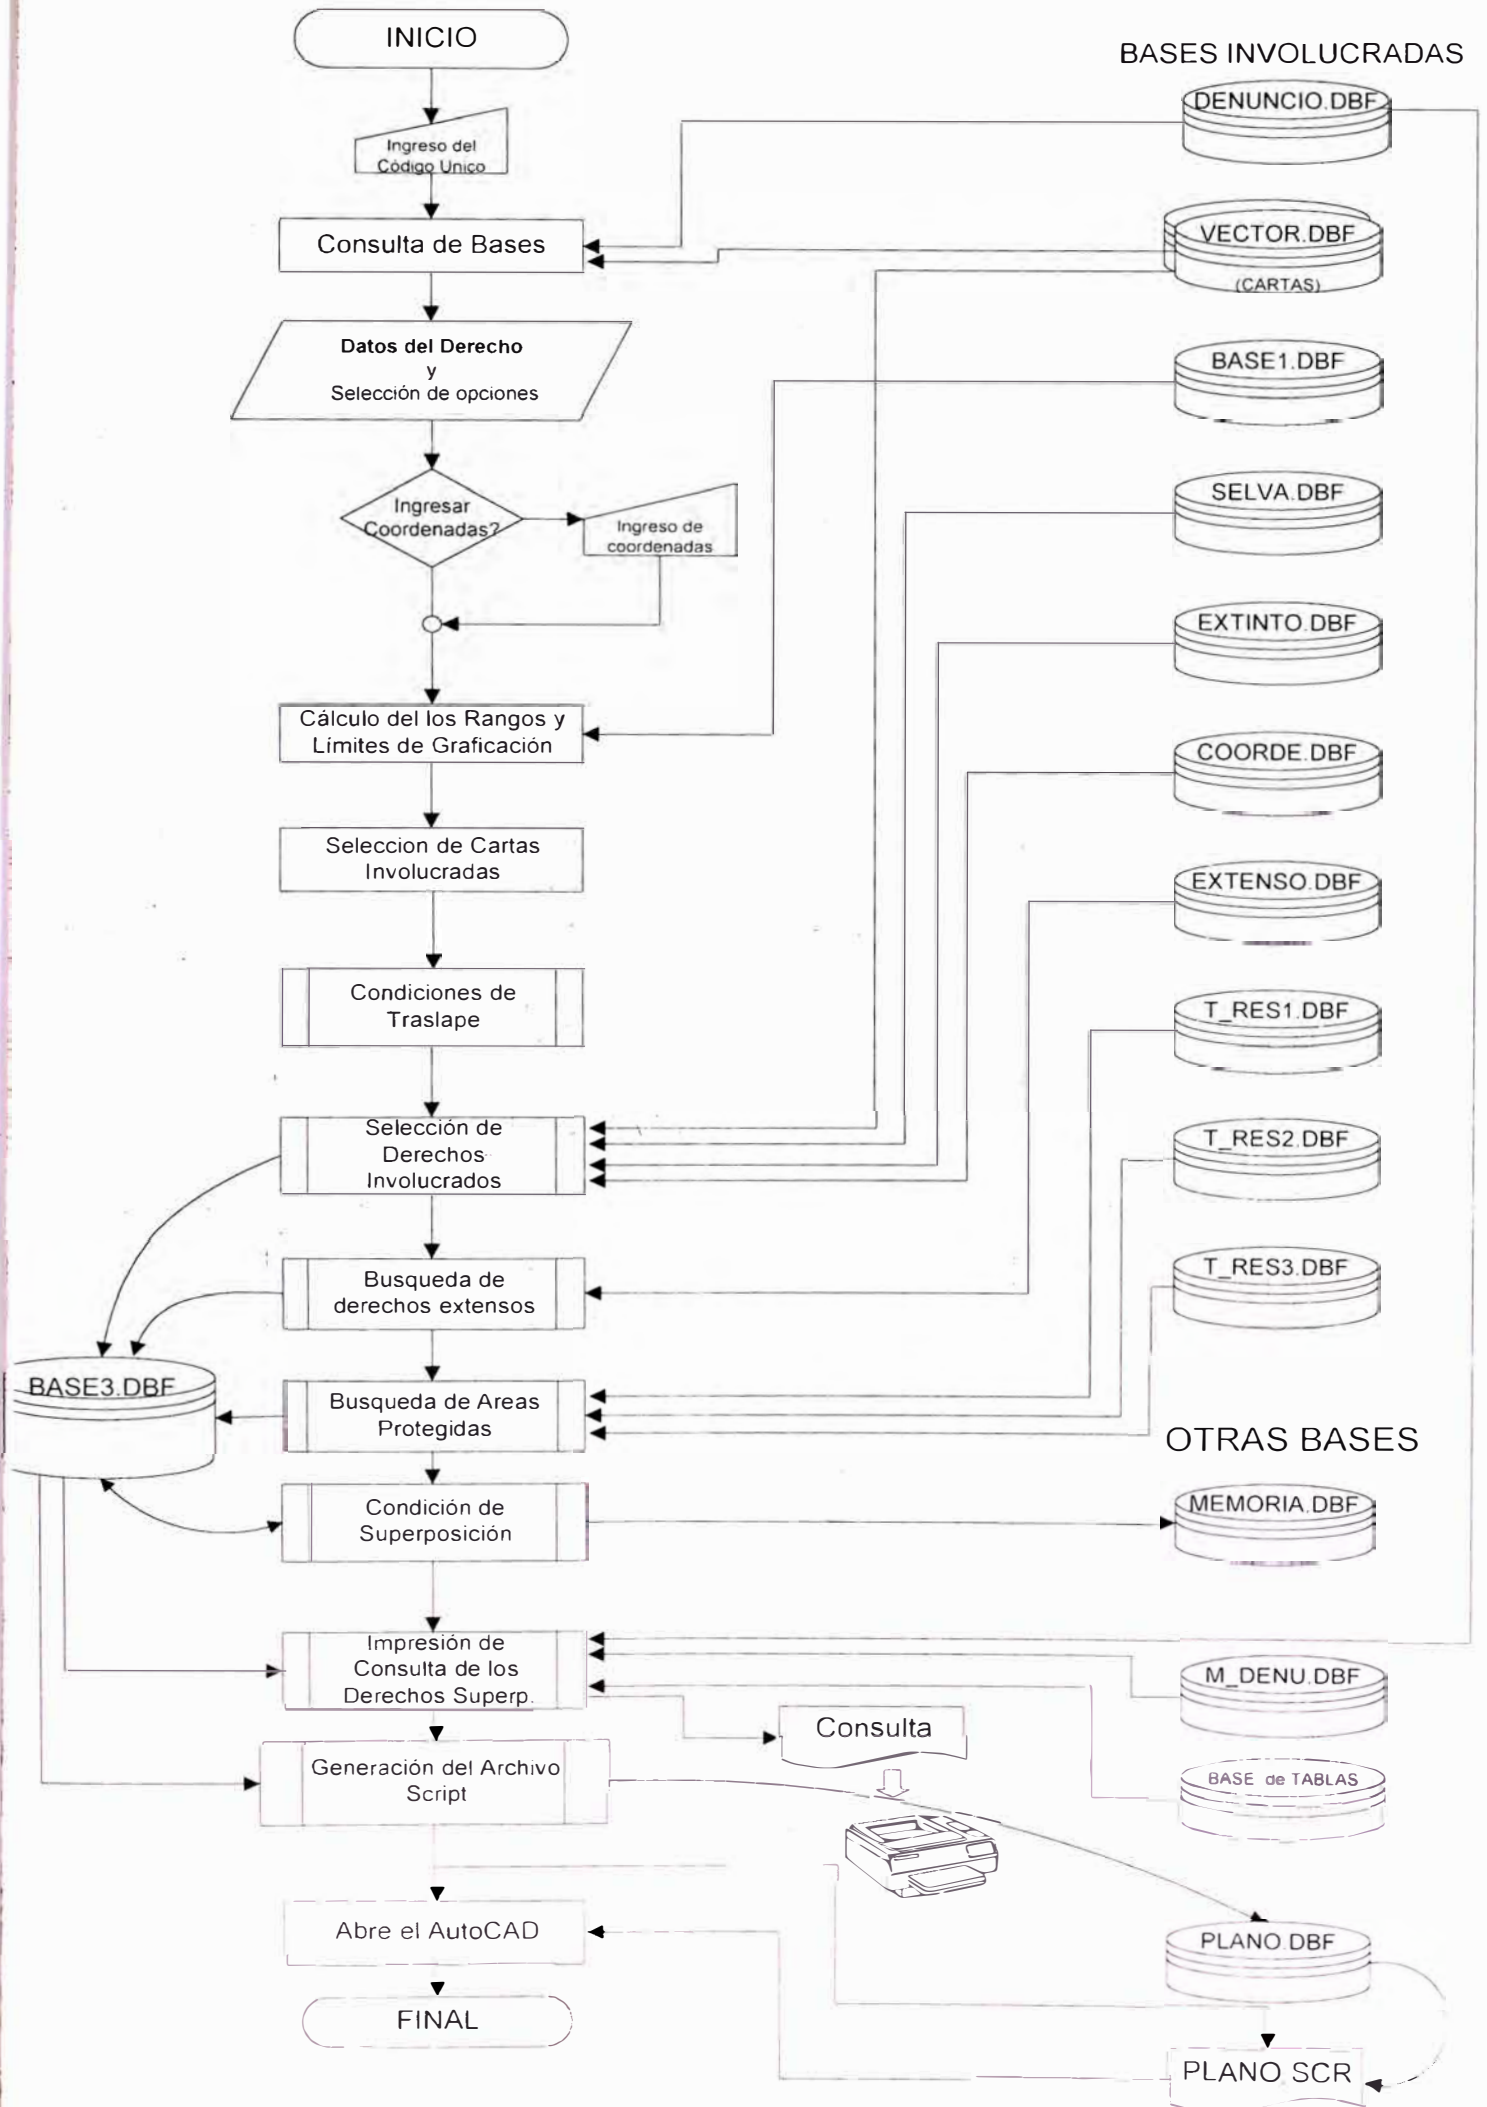 INICIO
BASES INVOLUCRADAS
DENUNCIO.DBF
Ingreso del
Código Unico
Consulta de Bases
VECTOR.DBF
(CARTAS)
Datos del Derecho
y
Selección de opciones
BASE1.DBF
Ingresar
Coordenadas?
Ingreso de
coordenadas
SELVA.DBF
EXTINTO.DBF
Cálculo del los Rangos y
Límites de Graficación
COORDE.DBF
Seleccion de Cartas
Involucradas
EXTENSO.DBF
Condiciones de
Traslape
T_RES1.DBF
Selección de
Derechos
Involucrados
T_RES2.DBF
Busqueda de
derechos extensos
T_RES3.DBF
BASE3.DBF
Busqueda de Areas
Protegidas
OTRAS BASES
Condición de
Superposición
MEMORIA.DBF
Impresión de
Consulta de los
Derechos Superp.
M_DENU.DBF
Consulta
Generación del Archivo
Script
BASE de TABLAS
Abre el AutoCAD
PLANO.DBF
FINAL
PLANO.SCR